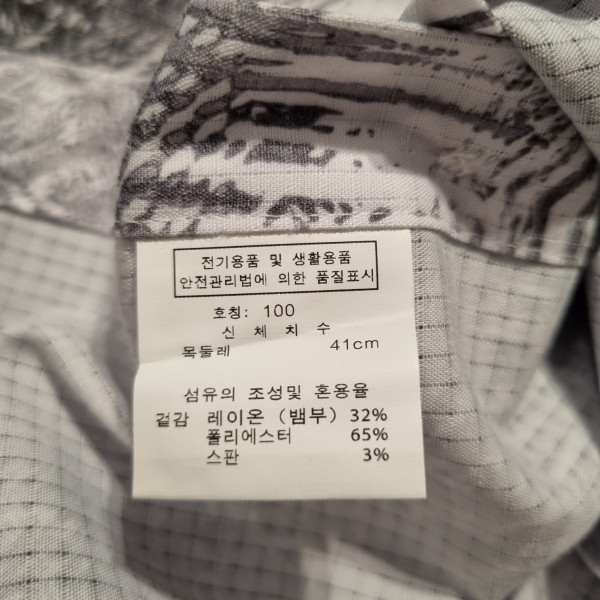 전기용품 및 생활용품
안전관리법에 의한 품질표시
호칭: 100
신 체 치 수
목둘레 41cm
섬유의 조성및 혼용율
겉감 레이온 (뱀부) 32%
폴리에스터 65%
스판 3%